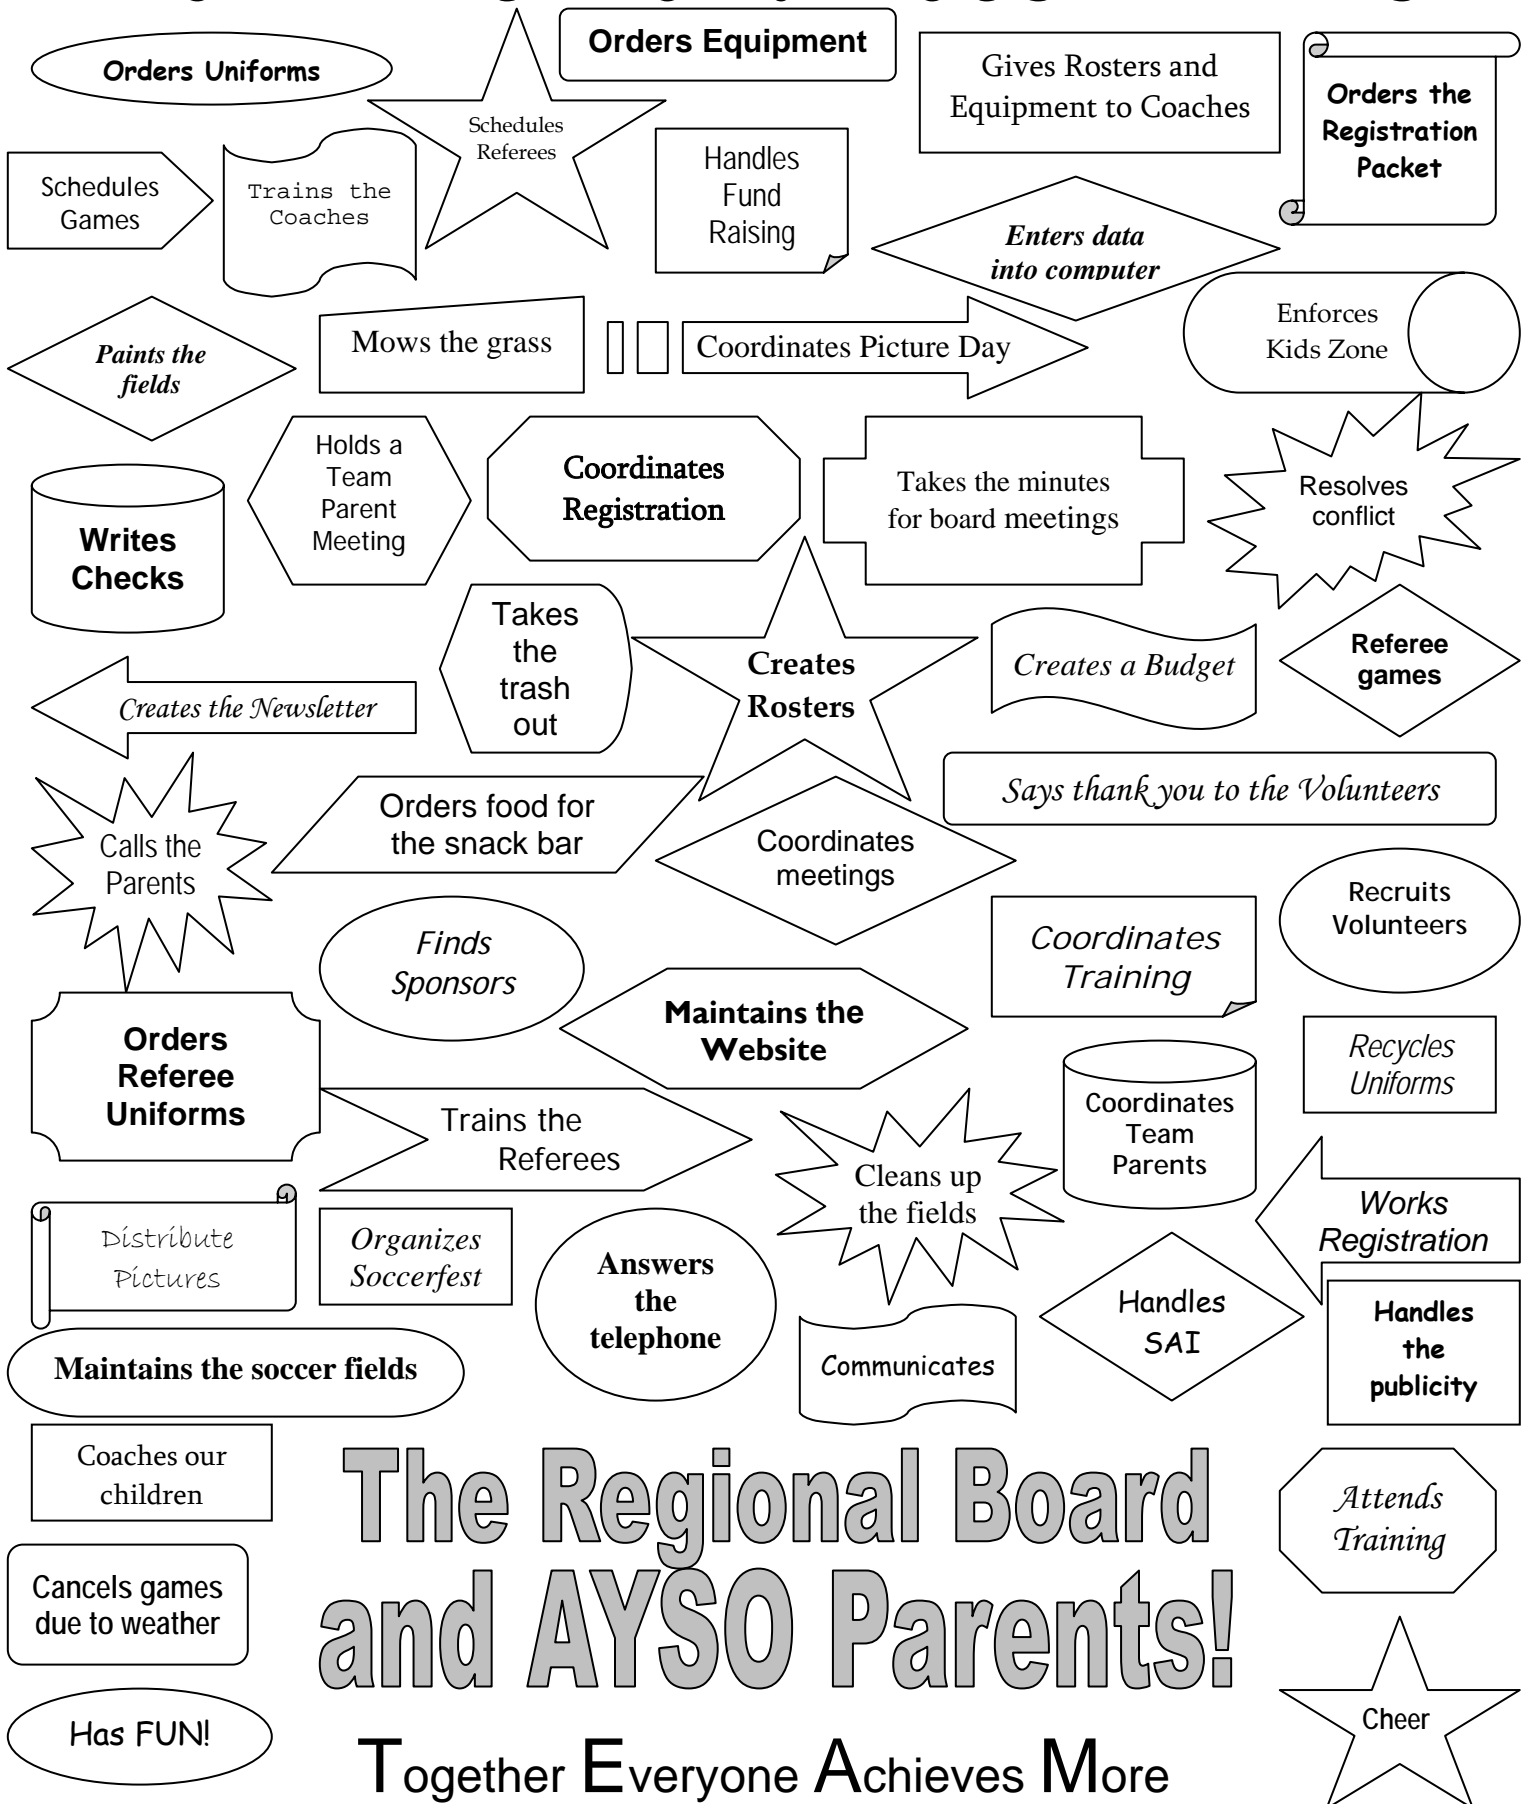 Orders Uniforms
Orders Equipment
Gives Rosters and
Equipment to Coaches
Orders the
Registration
Packet
Schedules
Referees
Schedules
Games
Trains the
Coaches
Handles
Fund
Raising
Enters data
into computer
Enforces
Kids Zone
Paints the
fields
Mows the grass
Coordinates Picture Day
Holds a
Team
Parent
Meeting
Coordinates
Registration
Takes the minutes
for board meetings
Resolves
conflict
Writes
Checks
Takes
the
trash
out
Creates
Rosters
Creates a Budget
Referee
games
Creates the Newsletter
Says thank you to the Volunteers
Calls the
Parents
Orders food for
the snack bar
Coordinates
meetings
Recruits
Volunteers
Finds
Sponsors
Coordinates
Training
Maintains the
Website
Orders
Referee
Uniforms
Recycles
Uniforms
Coordinates
Team
Parents
Trains the
Referees
Cleans up
the fields
Works
Registration
Distribute
Pictures
Organizes
Soccerfest
Answers
the
telephone
Handles
SAI
Handles
the
publicity
Communicates
Maintains the soccer fields
Coaches our
children
The Regional Board
and AYSO Parents!
Attends
Training
Cancels games
due to weather
Has FUN!
Cheer
Together Everyone Achieves More